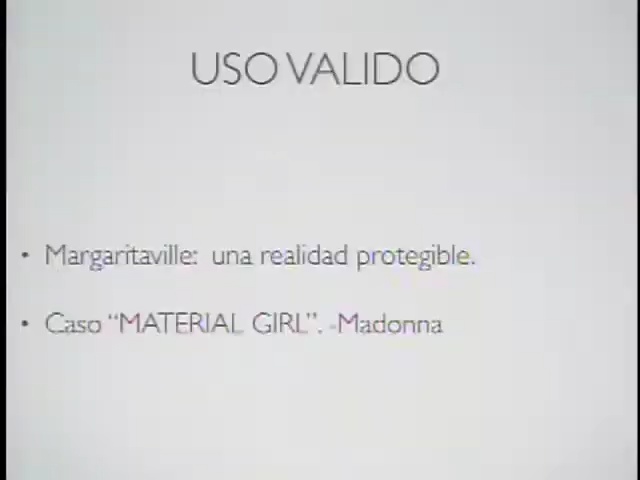 USO VALIDO
• Margaritaville: una realidad protegible.
• Caso “MATERIAL GIRL”. -Madonna